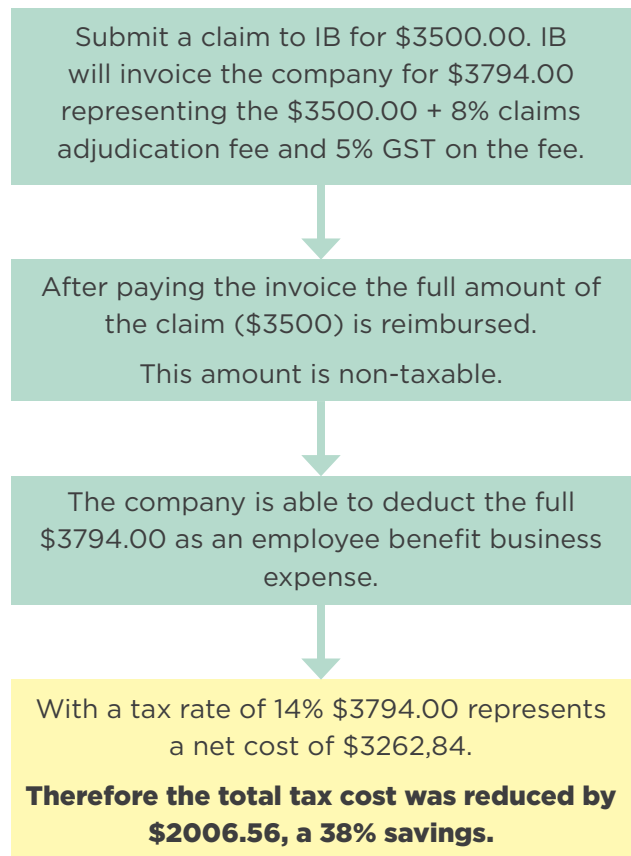 Submit a claim to IB for $3500.00. IB
will invoice the company for $3794.00
representing the $3500.00 + 8% claims
adjudication fee and 5% GST on the fee.
After paying the invoice the full amount of
the claim ($3500) is reimbursed.
This amount is non-taxable.
The company is able to deduct the full
$3794.00 as an employee benefit business
expense.
With a tax rate of 14% $3794.00 represents
a net cost of $3262,84.
Therefore the total tax cost was reduced by
$2006.56, a 38% savings.